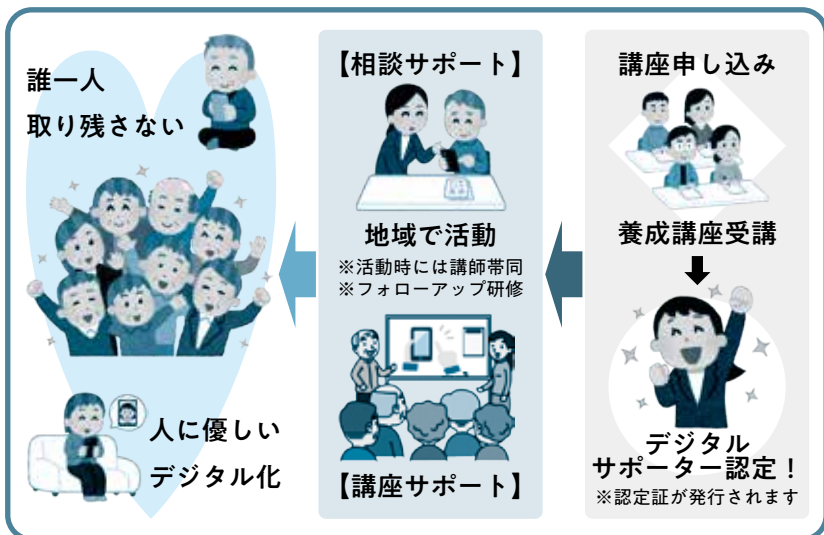 講座申し込み
養成講座受講
デジタル
サポーター認定！
※認定証が発行されます
【相談サポート】
地域で活動
※活動時には講師帯同
※フォローアップ研修
【講座サポート】
誰一人
取り残さない
人に優しい
デジタル化